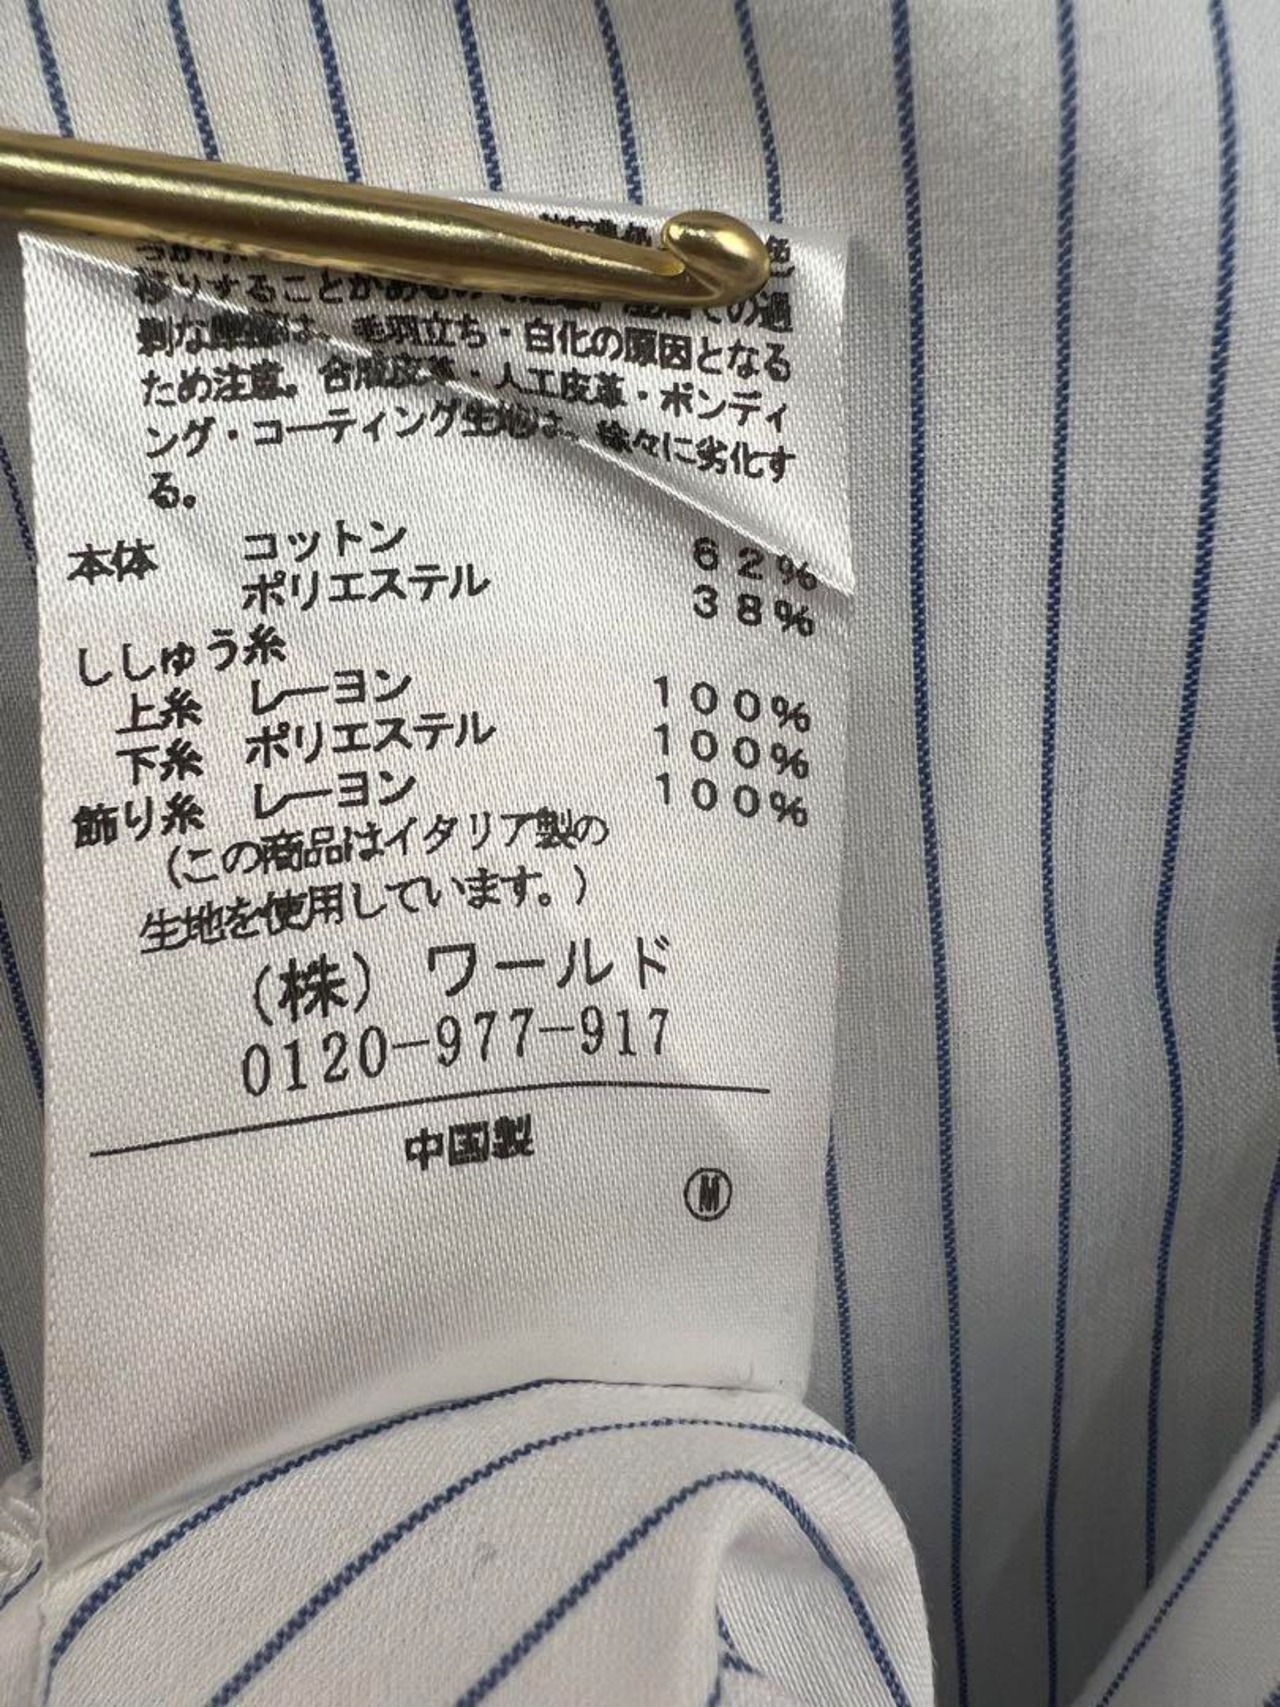 移りすることがあるので
剥な摩擦は、毛羽立ち・白化の原因となる
ため注意。合成皮革・人工皮革・ボンディ
ング・コーティング生地は、徐々に劣化す
る。
本体 コットン 62%
ポリエステル 38%
ししゅう糸
上糸 レーヨン 100%
下糸 ポリエステル 100%
飾り糸 レーヨン 100%
(この商品はイタリア製の
生地を使用しています。)
(株) ワールド
0120-977-917
中国製
Ⓜ